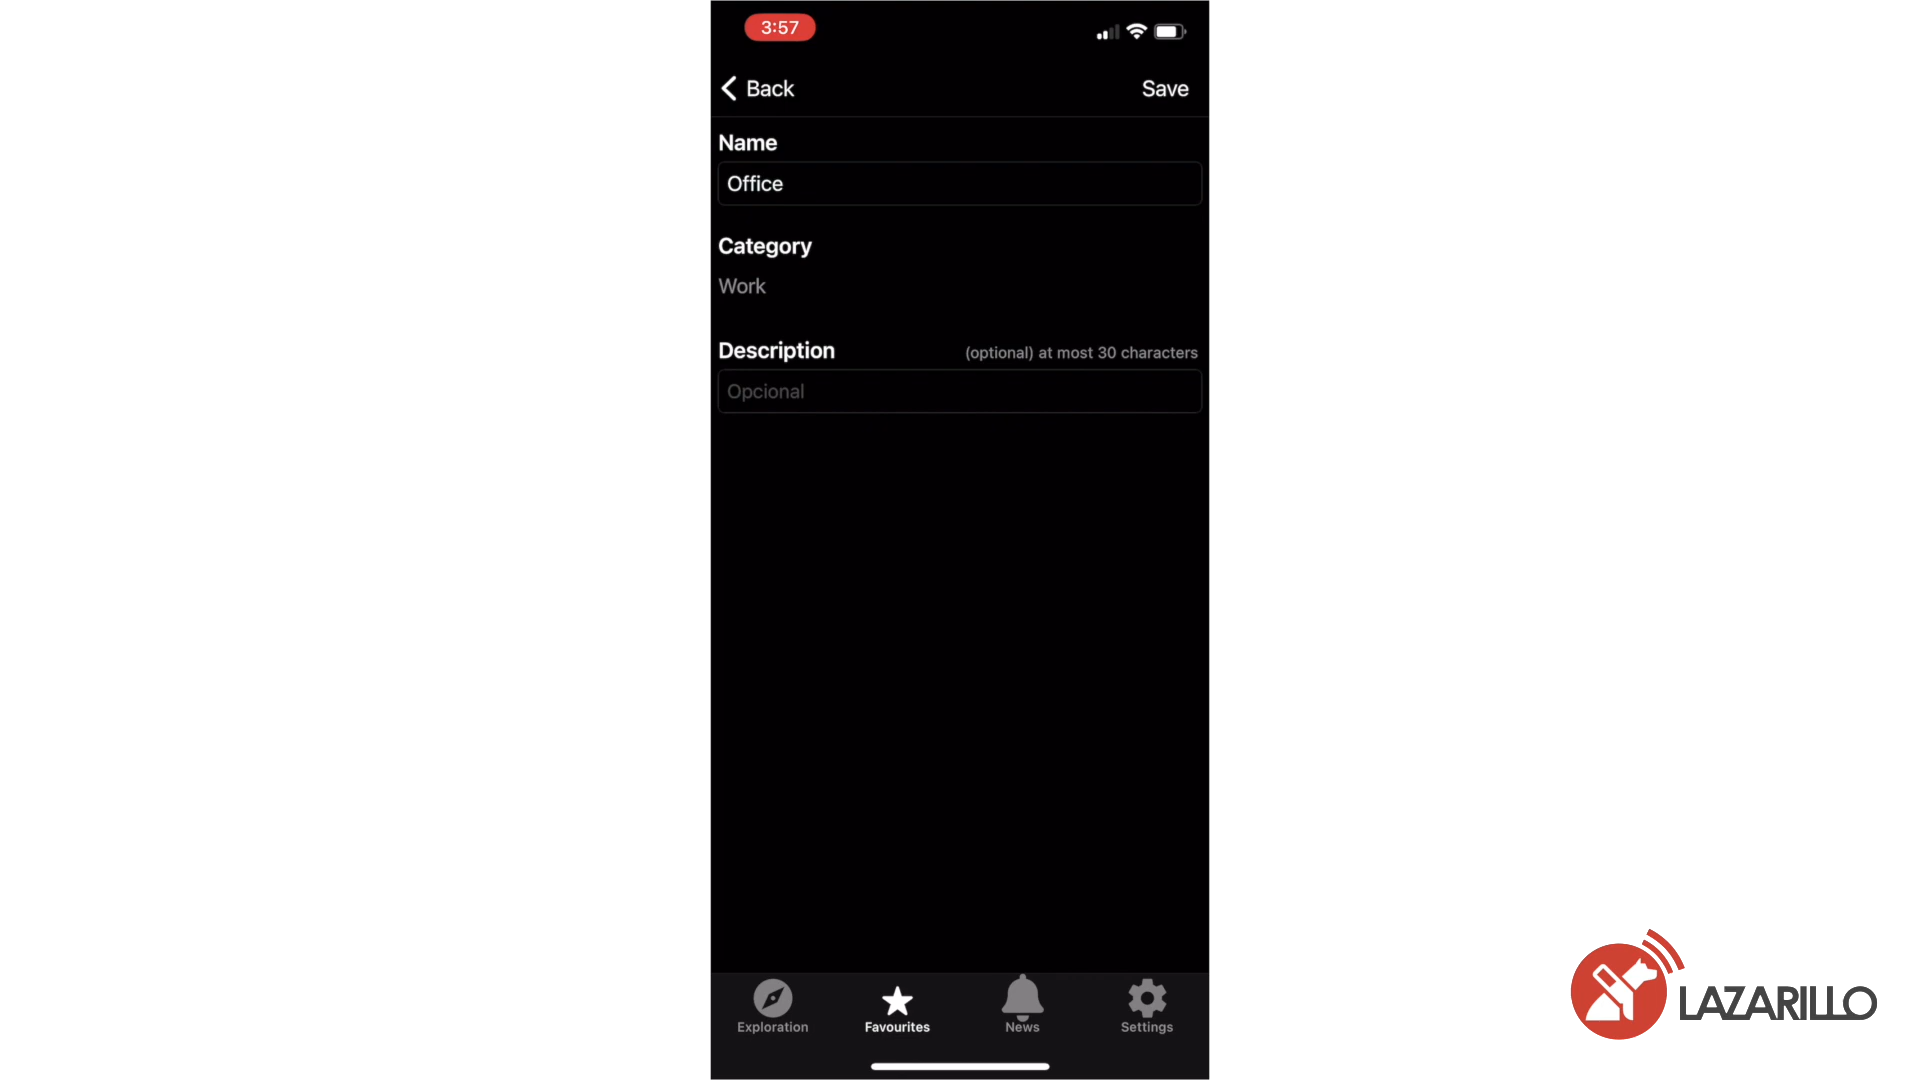 3:57
Back
Save
Name
Office
Category
Work
Description
(optional) at most 30 characters
Opcional
Exploration
Favourites
News
Settings
LAZARILLO